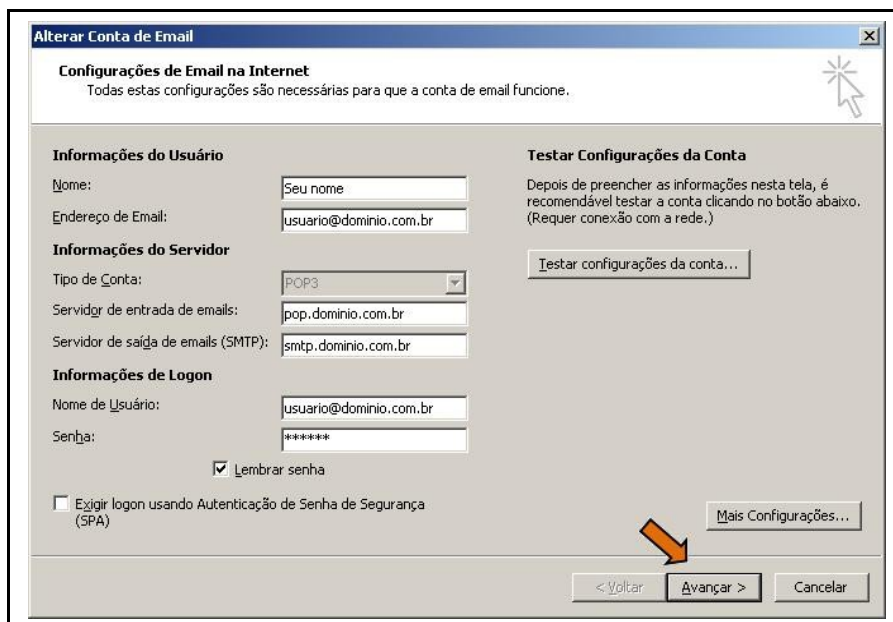 Alterar Conta de Email
Configurações de Email na Internet
Todas estas configurações são necessárias para que a conta de email funcione.
Informações do Usuário
Nome: Seu nome
Endereço de Email: usuario@dominio.com.br
Informações do Servidor
Tipo de Conta: POP3
Servidor de entrada de emails: pop.dominio.com.br
Servidor de saída de emails (SMTP): smtp.dominio.com.br
Informações de Logon
Nome de Usuário: usuario@dominio.com.br
Senha: ******
Lembrar senha
Exigir logon usando Autenticação de Senha de Segurança
(SPA)
Testar Configurações da Conta
Depois de preencher as informações nesta tela, é
recomendável testar a conta clicando no botão abaixo.
(Requer conexão com a rede.)
Testar configurações da conta...
Mais Configurações...
< Voltar
Avançar >
Cancelar